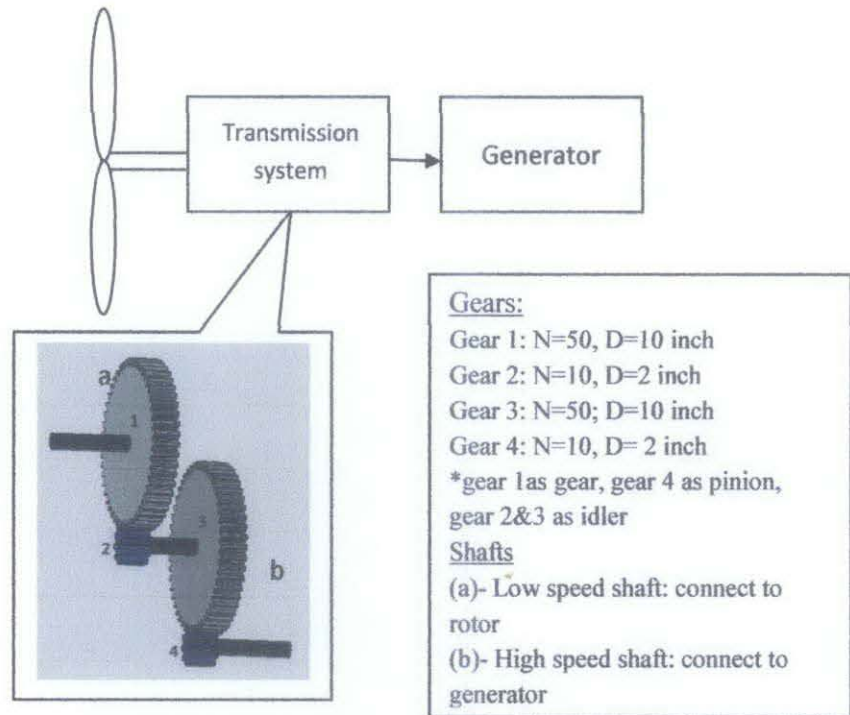 Transmission
system
Generator
a
1
2
3
b
4
Gears:
Gear 1: N=50, D=10 inch
Gear 2: N=10, D=2 inch
Gear 3: N=50; D=10 inch
Gear 4: N=10, D= 2 inch
*gear 1as gear, gear 4 as pinion,
gear 2&3 as idler
Shafts
(a)- Low speed shaft: connect to
rotor
(b)- High speed shaft: connect to
generator